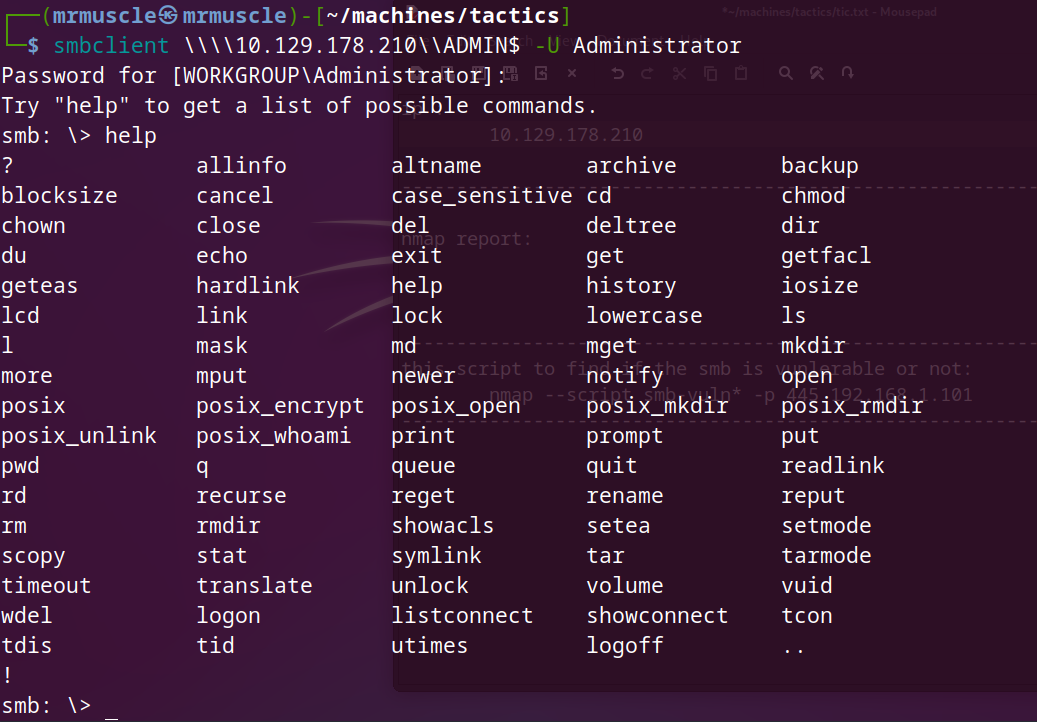 ┌──(mrmuscle㉿mrmuscle)-[~/machines/tactics]
└─$ smbclient \\\\10.129.178.210\\ADMIN$ -U Administrator
Password for [WORKGROUP\Administrator]:
Try "help" to get a list of possible commands.
smb: \> help
? allinfo altname archive backup
blocksize cancel case_sensitive cd chmod
chown close del deltree dir
du echo exit get getfacl
geteas hardlink help history iosize
lcd link lock lowercase ls
l mask md mget mkdir
more mput newer notify open
posix posix_encrypt posix_open posix_mkdir posix_rmdir
posix_unlink posix_whoami print prompt put
pwd q queue quit readlink
rd recurse reget rename reput
rm rmdir showacls setea setmode
scopy stat symlink tar tarmode
timeout translate unlock volume vuid
wdel logon listconnect showconnect tcon
tdis tid utimes logoff ..
!
smb: \> _
*~/machines/tactics/tic.txt - Mousepad
10.129.178.210
nmap report:
this script to find if the smb is vunlerable or not:
nmap --script smb-vuln* -p 445 192.168.1.101